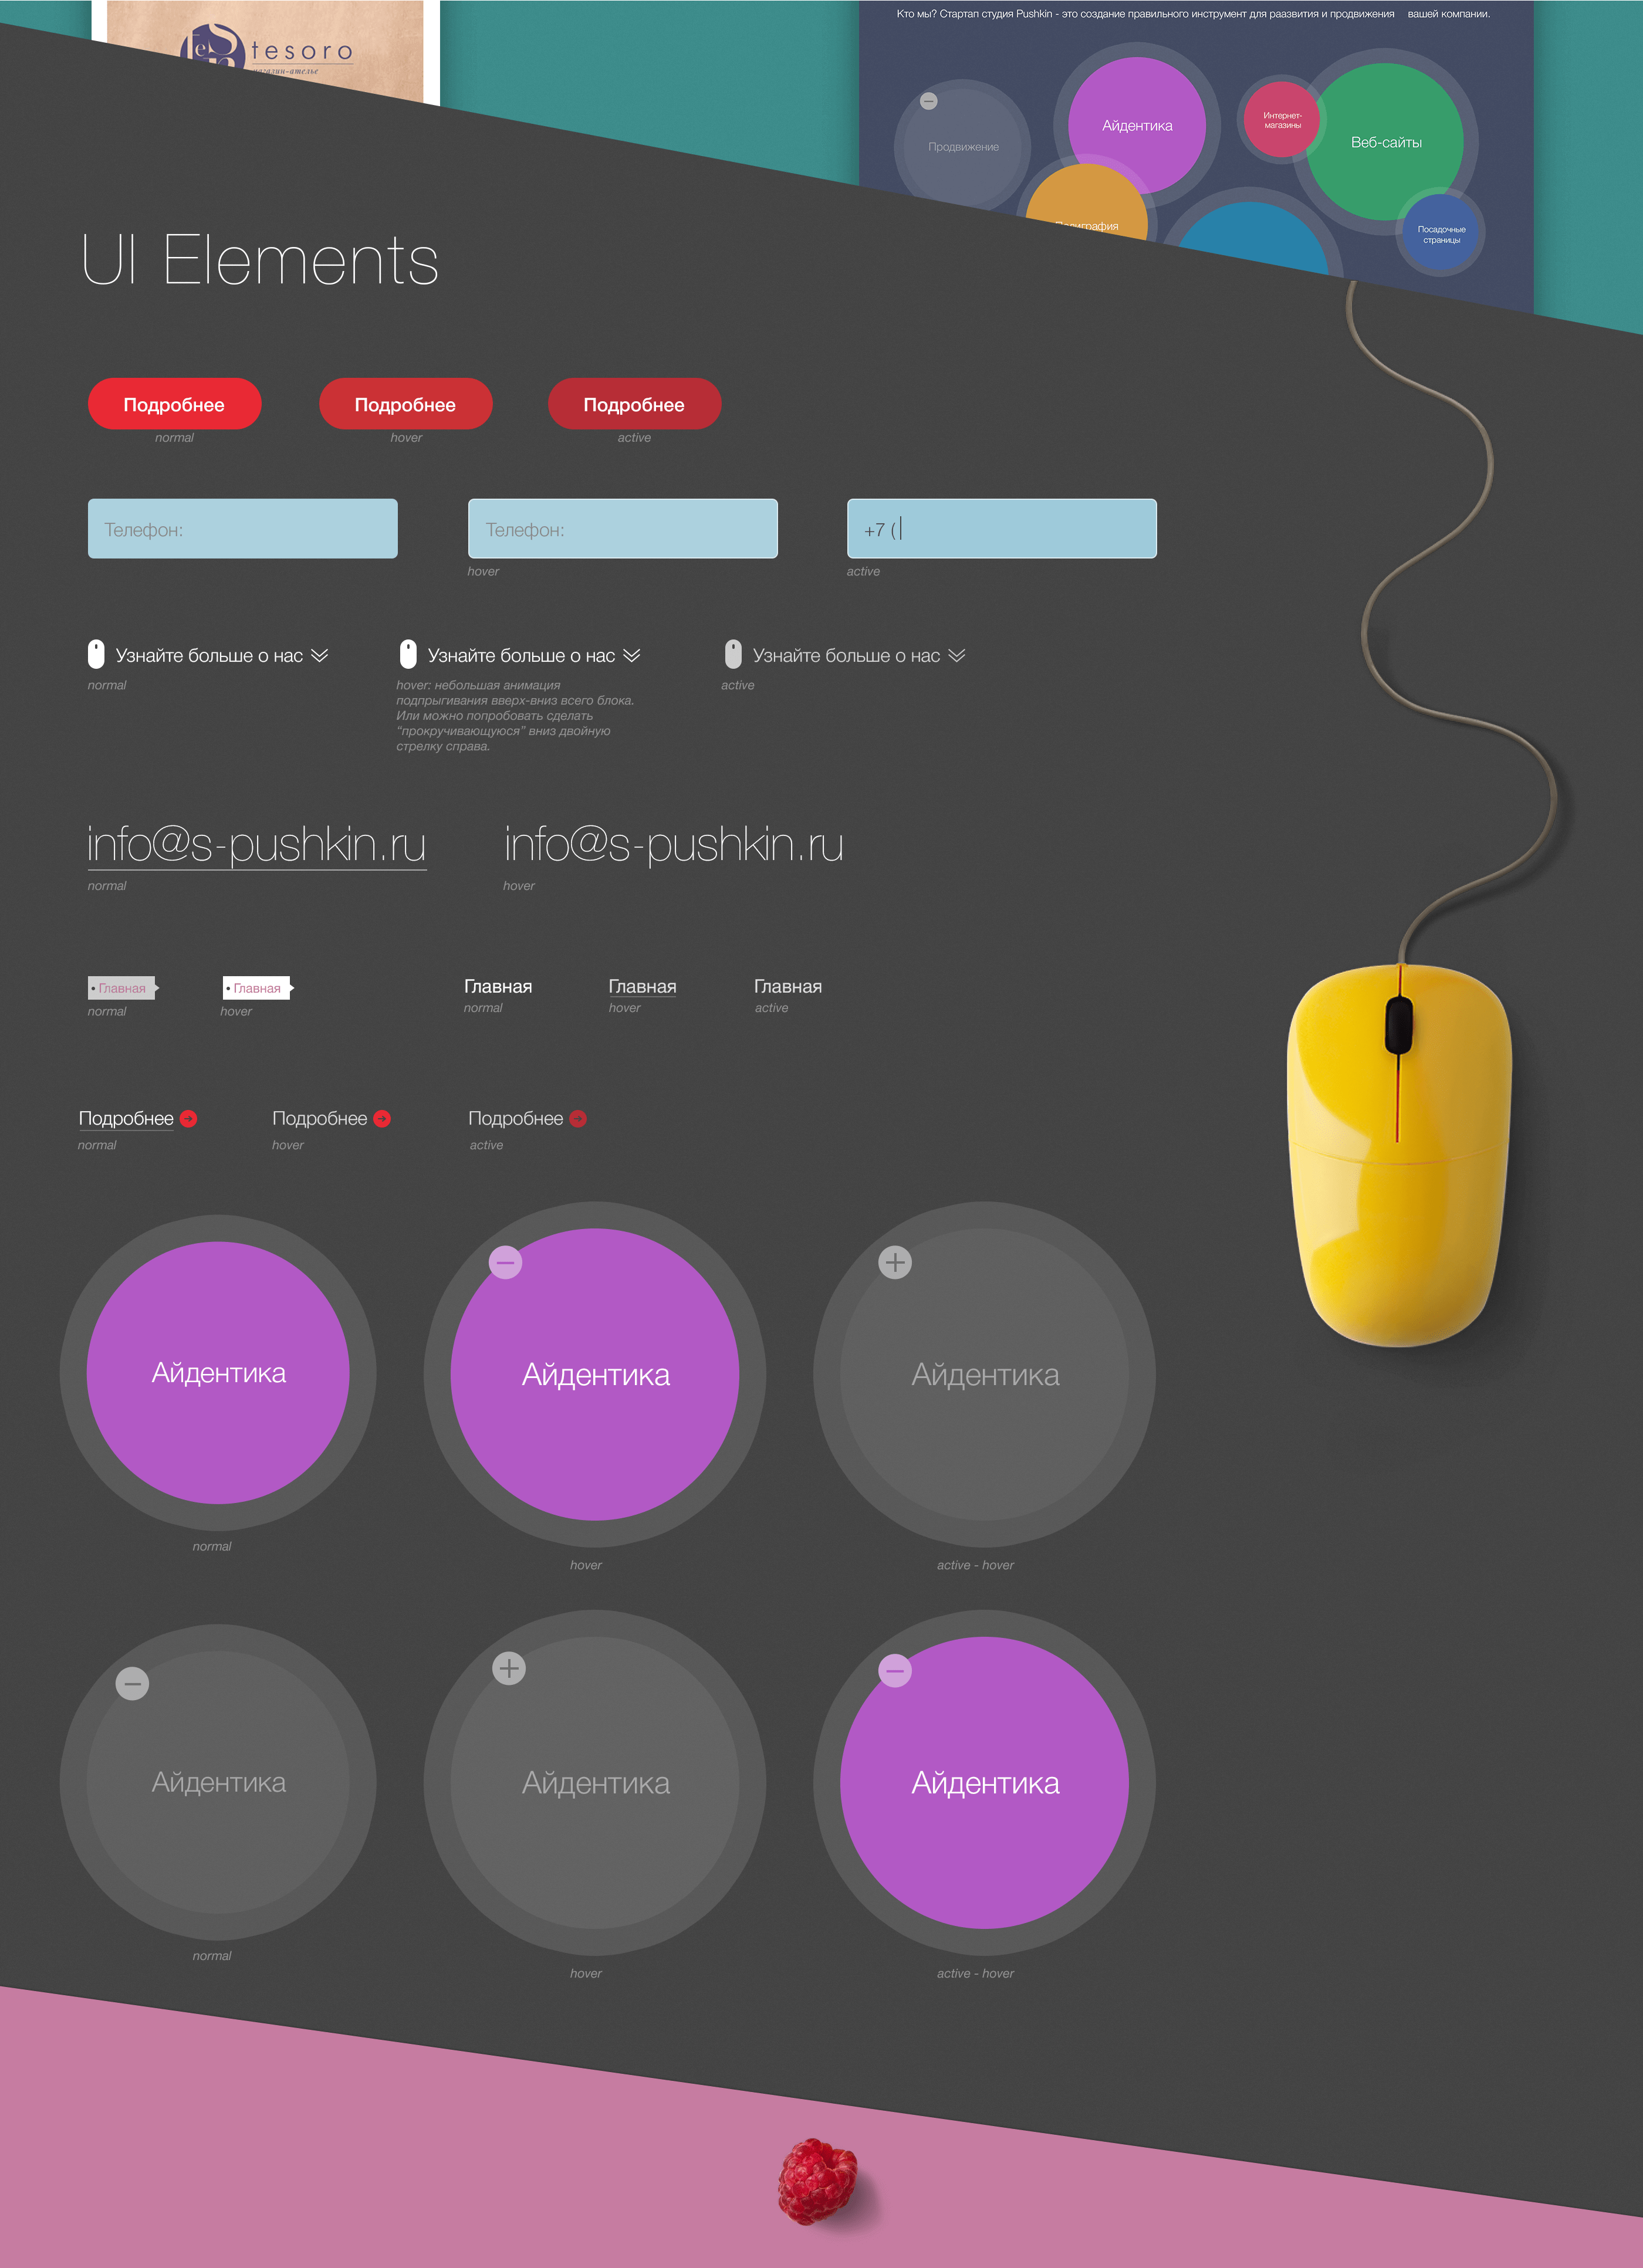 tesoro
Кто мы? Стартап студия Pushkin - это создание правильного инструмент для раазвития и продвижения вашей компании.
Продвижение
Айдентика
Интернет-
магазины
Веб-сайты
Посадочные
страницы
UI Elements
Подробнее
Подробнее
Подробнее
normal
hover
active
Телефон:
Телефон:
+7 (
hover
active
Узнайте больше о нас
Узнайте больше о нас
Узнайте больше о нас
normal
hover: небольшая анимация
подпрыгивания вверх-вниз всего блока.
Или можно попробовать сделать
“прокручивающуюся” вниз двойную
стрелку справа.
active
info@s-pushkin.ru
info@s-pushkin.ru
normal
hover
• Главная
• Главная
Главная
Главная
Главная
normal
hover
normal
hover
active
Подробнее
Подробнее
Подробнее
normal
hover
active
Айдентика
Айдентика
Айдентика
normal
hover
active - hover
Айдентика
Айдентика
Айдентика
normal
hover
active - hover